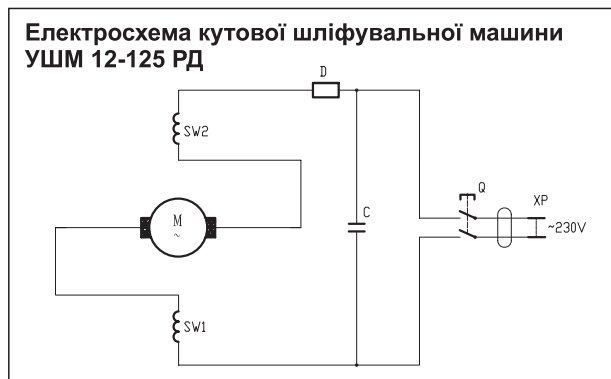 Електросхема кутової шліфувальної машини
УШМ 12-125 РД
D
SW2
Q
XP
M
~
C
~230V
SW1